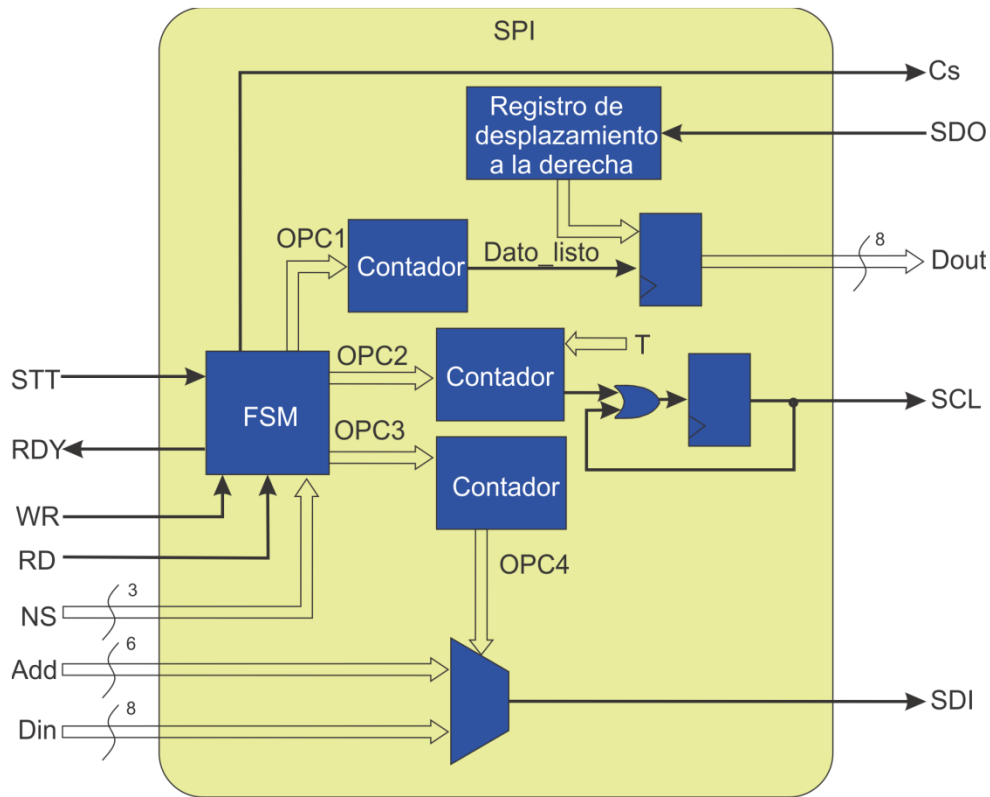 SPI
Cs
Registro de
desplazamiento
a la derecha
SDO
OPC1
Contador
Dato_listo
8
Dout
STT
OPC2
T
Contador
SCL
FSM
RDY
OPC3
Contador
WR
RD
OPC4
3
NS
6
Add
8
Din
SDI